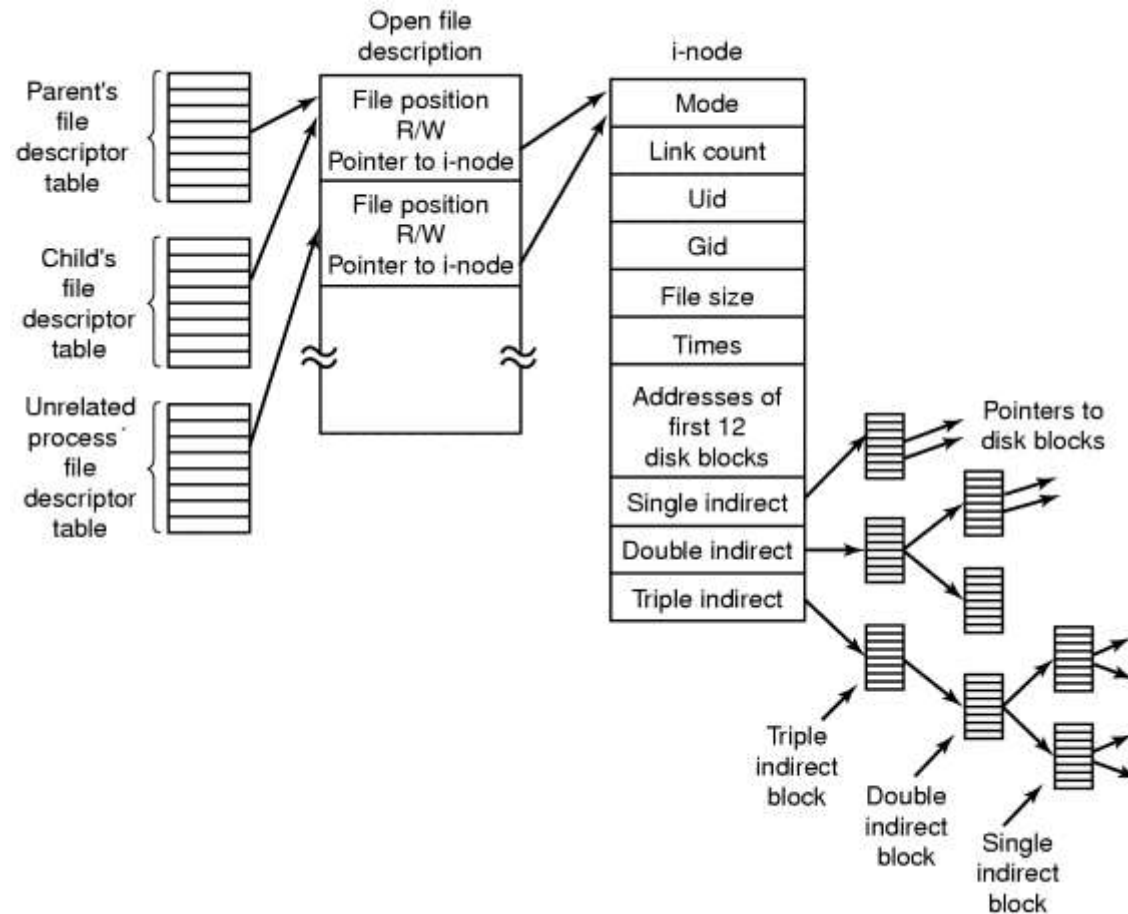 Open file
description
i-node
Parent's
file
descriptor
table
File position
R/W
Pointer to i-node
File position
R/W
Pointer to i-node
Child's
file
descriptor
table
Unrelated
process´
file
descriptor
table
Mode
Link count
Uid
Gid
File size
Times
Addresses of
first 12
disk blocks
Single indirect
Double indirect
Triple indirect
Pointers to
disk blocks
Triple
indirect
block
Double
indirect
block
Single
indirect
block